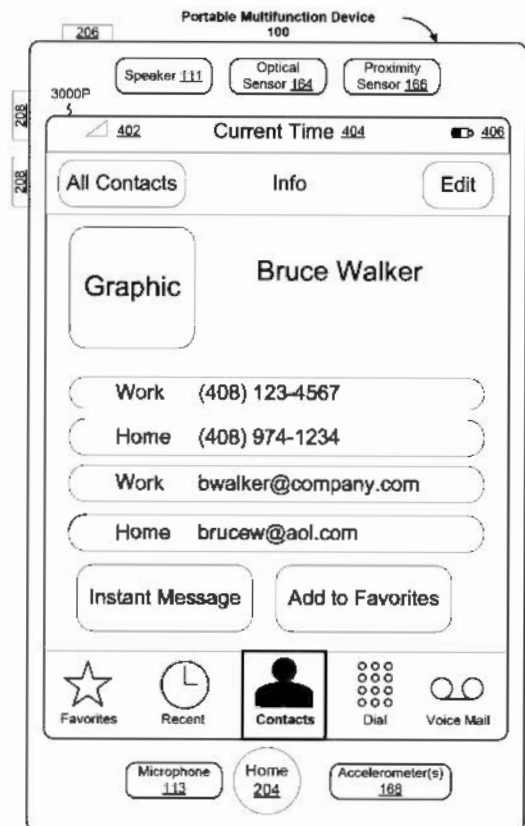 Portable Multifunction Device
100
206
Speaker 111
Optical
Sensor 164
Proximity
Sensor 166
3000P
208
208
402
Current Time 404
406
All Contacts
Info
Edit
Graphic
Bruce Walker
Work (408) 123-4567
Home (408) 974-1234
Work bwalker@company.com
Home brucew@aol.com
Instant Message
Add to Favorites
Favorites
Recent
Contacts
Dial
Voice Mail
Microphone
113
Home
204
Accelerometer(s)
168